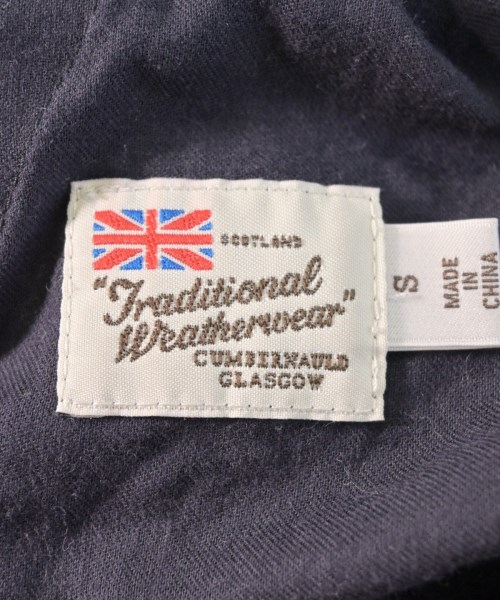 SCOTLAND
"Traditional
Weatherwear"
CUMBERNAULD
GLASGOW
S
MADE
IN
CHINA